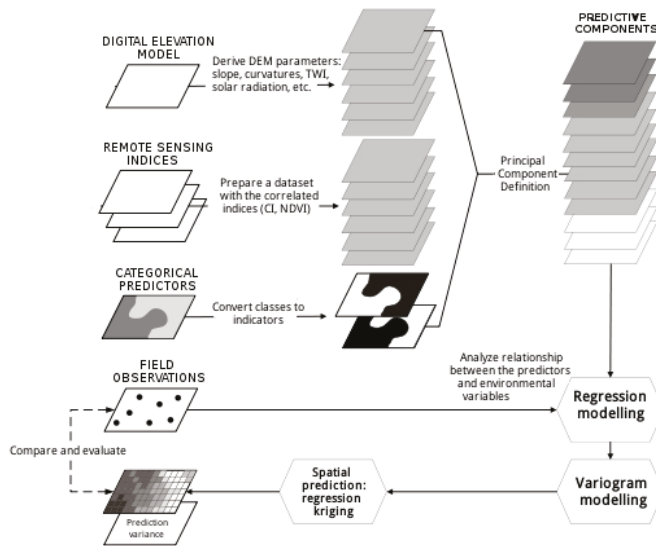 DIGITAL ELEVATION
MODEL
Derive DEM parameters:
slope, curvatures, TWI,
solar radiation, etc.
PREDICTIVE
COMPONENTS
REMOTE SENSING
INDICES
Prepare a dataset
with the correlated
indices (CI, NDVI)
Principal
Component
Definition
CATEGORICAL
PREDICTORS
Convert classes to
indicators
FIELD
OBSERVATIONS
Analyze relationship
between the predictors
and environmental
variables
Regression
modelling
Compare and evaluate
Variogram
modelling
Spatial
prediction:
regression
kriging
Prediction
variance